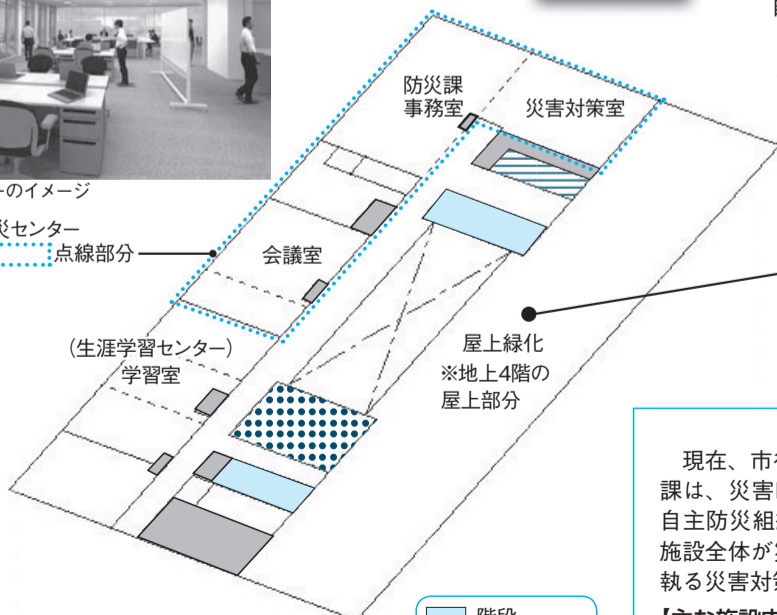 防災課
事務室
災害対策室
ーのイメージ
災センター
点線部分
会議室
(生涯学習センター)
学習室
屋上緑化
※地上4階の
屋上部分
現在、市
課は、災害
自主防災組
施設全体が
執る災害対
【主な施設
階段